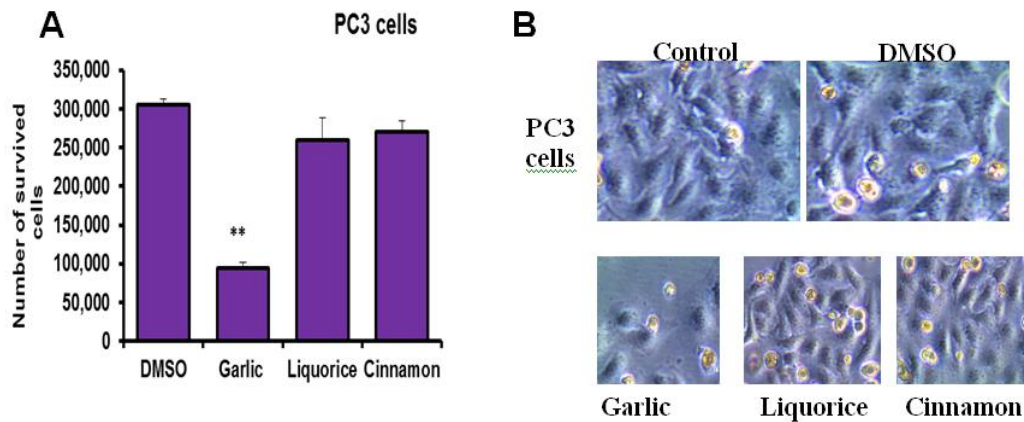 A
PC3 cells
Number of survived
cells
350,000
300,000
250,000
200,000
150,000
100,000
50,000
0
**
DMSO Garlic Liquorice Cinnamon
B
Control DMSO
PC3
cells
Garlic Liquorice Cinnamon